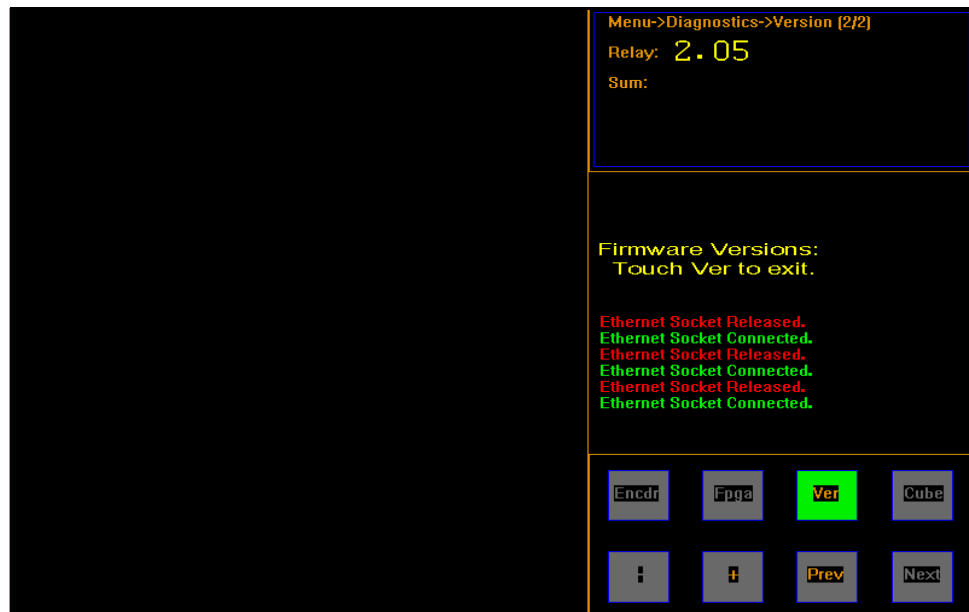 Menu->Diagnostics->Version (2/2)
Relay: 2.05
Sum:
Firmware Versions:
Touch Ver to exit.
Ethernet Socket Released.
Ethernet Socket Connected.
Ethernet Socket Released.
Ethernet Socket Connected.
Ethernet Socket Released.
Ethernet Socket Connected.
Encdr Fpga Ver Cube
- + Prev Next